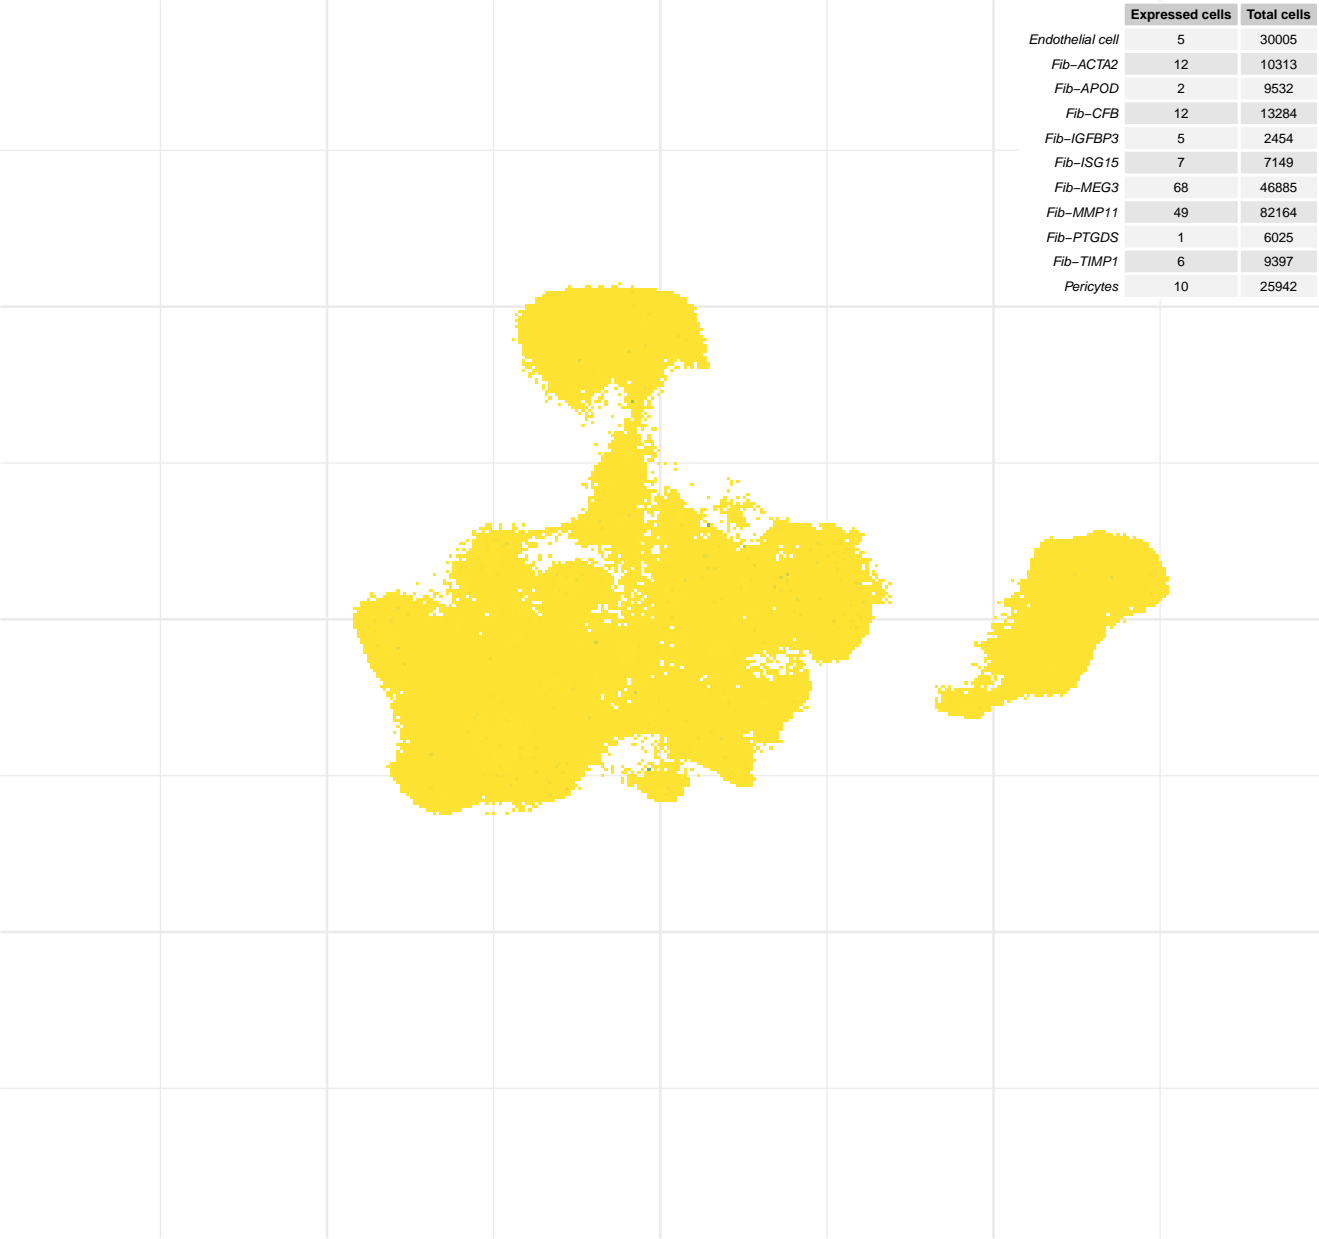 Expressed cells Total cells
Endothelial cell 5 30005
Fib−ACTA2 12 10313
Fib−APOD 2 9532
Fib−CFB 12 13284
Fib−IGFBP3 5 2454
Fib−ISG15 7 7149
Fib−MEG3 68 46885
Fib−MMP11 49 82164
Fib−PTGDS 1 6025
Fib−TIMP1 6 9397
Pericytes 10 25942